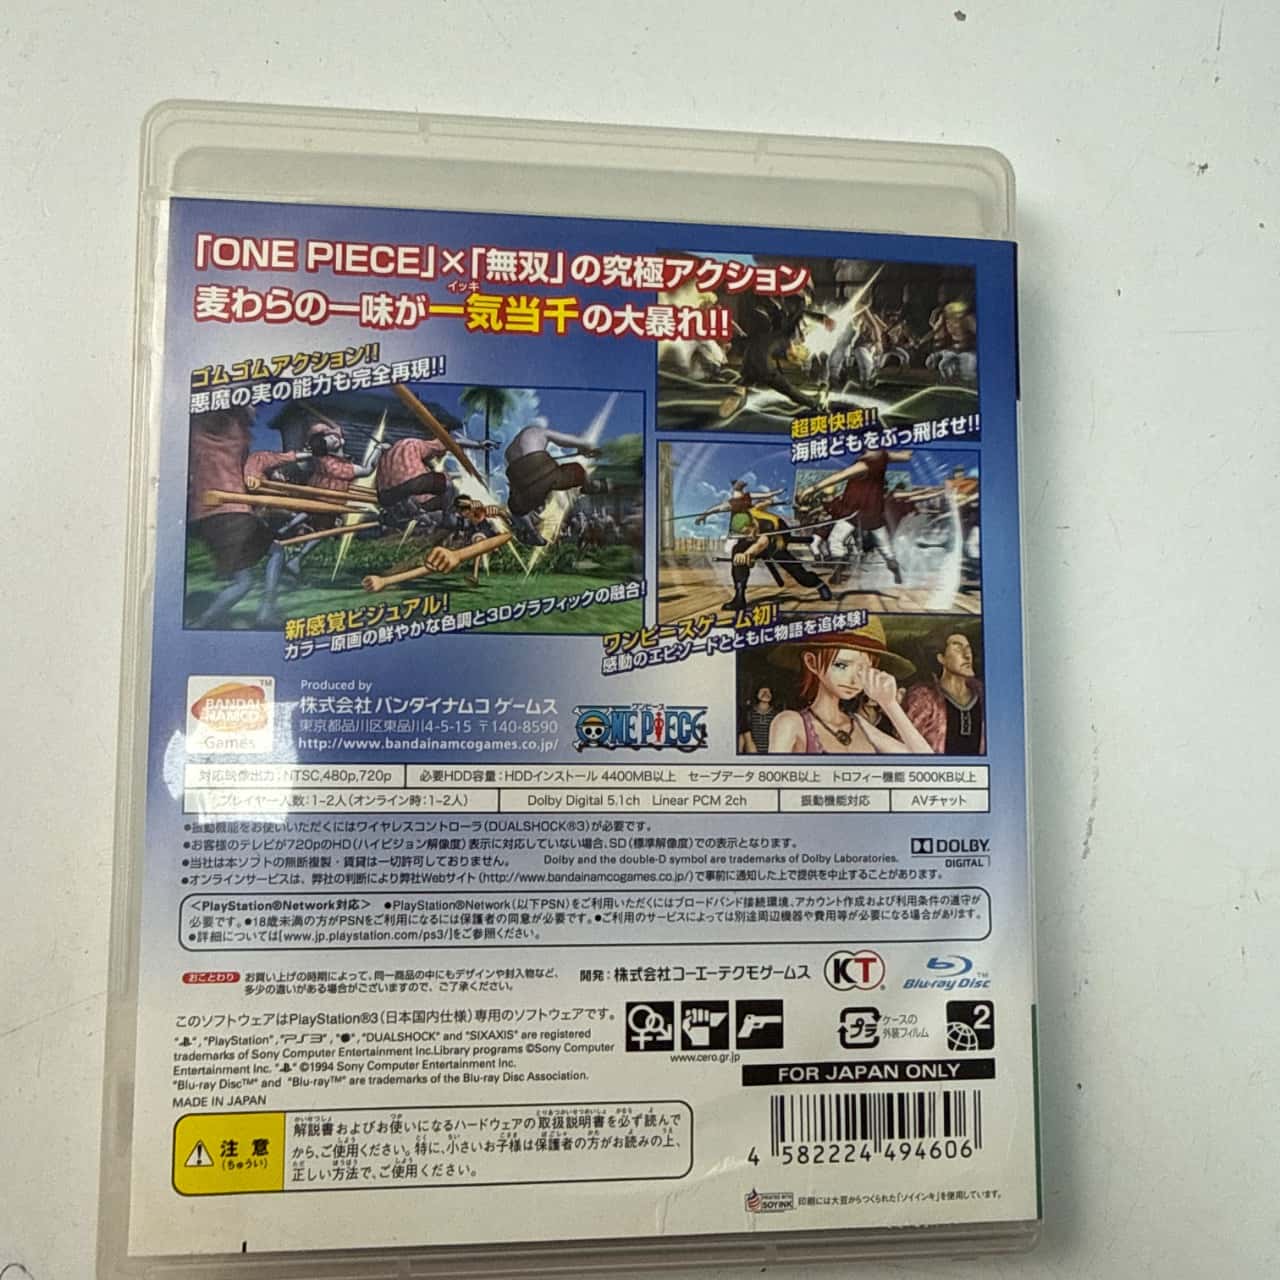 「ONE PIECE」×「無双」の究極アクション
イッキ
麦わらの一味が一気当千の大暴れ!!
ゴムゴムアクション!!
悪魔の実の能力も完全再現!!
超爽快感!!
海賊どもをぶっ飛ばせ!!
新感覚ビジュアル!
カラー原画の鮮やかな色調と3Dグラフィックの融合!
ワンピースゲーム初!
感動のエピソードとともに物語を追体験!
BANDAI NAMCO Games TM
Produced by
株式会社 バンダイナムコ ゲームス
東京都品川区東品川4-5-15 〒140-8590
http://www.bandainamcogames.co.jp/
ワンピース
ONE PIECE
対応映像出力:NTSC,480p,720p 必要HDD容量:HDDインストール 4400MB以上 セーブデータ 800KB以上 トロフィー機能 5000KB以上
プレイヤー人数:1-2人(オンライン時:1-2人) Dolby Digital 5.1ch Linear PCM 2ch 振動機能対応 AVチャット
●振動機能をお使いいただくにはワイヤレスコントローラ(DUALSHOCK®3)が必要です。
●お客様のテレビが720pのHD(ハイビジョン解像度)表示に対応していない場合、SD(標準解像度)での表示となります。
●当社は本ソフトの無断複製・賃貸は一切許可しておりません。 Dolby and the double-D symbol are trademarks of Dolby Laboratories.
●オンラインサービスは、弊社の判断により弊社Webサイト(http://www.bandainamcogames.co.jp/)で事前に通知した上で提供を中止することがあります。
DOLBY
DIGITAL
<PlayStation®Network対応> ●PlayStation®Network(以下PSN)をご利用いただくにはブロードバンド接続環境、アカウント作成および利用条件の遵守が
必要です。●18歳未満の方がPSNをご利用になるには保護者の同意が必要です。●ご利用のサービスによっては別途周辺機器や費用等が必要になる場合があります。
●詳細については[www.jp.playstation.com/ps3/]をご参照ください。
おことわり お買い上げの時期によって、同一商品の中にもデザインや封入物など、
多少の違いがある場合がございますので、ご了承ください。
開発:株式会社コーエーテクモゲームス
KT
Blu-ray Disc TM
このソフトウェアはPlayStation®3(日本国内仕様)専用のソフトウェアです。
"PlayStation", "PS3", "DUALSHOCK" and "SIXAXIS" are registered
trademarks of Sony Computer Entertainment Inc.Library programs ©Sony Computer
Entertainment Inc. ©1994 Sony Computer Entertainment Inc.
"Blu-ray Disc™" and "Blu-ray™" are trademarks of the Blu-ray Disc Association.
MADE IN JAPAN
www.cero.gr.jp
プラ
ケースの
外装フィルム
2
FOR JAPAN ONLY
注意
(ちゅうい)
解説書およびお使いになるハードウェアの取扱説明書を必ず読んで
から、ご使用ください。特に、小さいお子様は保護者の方がお読みの上、
正しい方法で、ご使用ください。
4 582224 494606
PRINTED WITH
SOY INK
印刷には大豆からつくられた「ソイインキ」を使用しています。